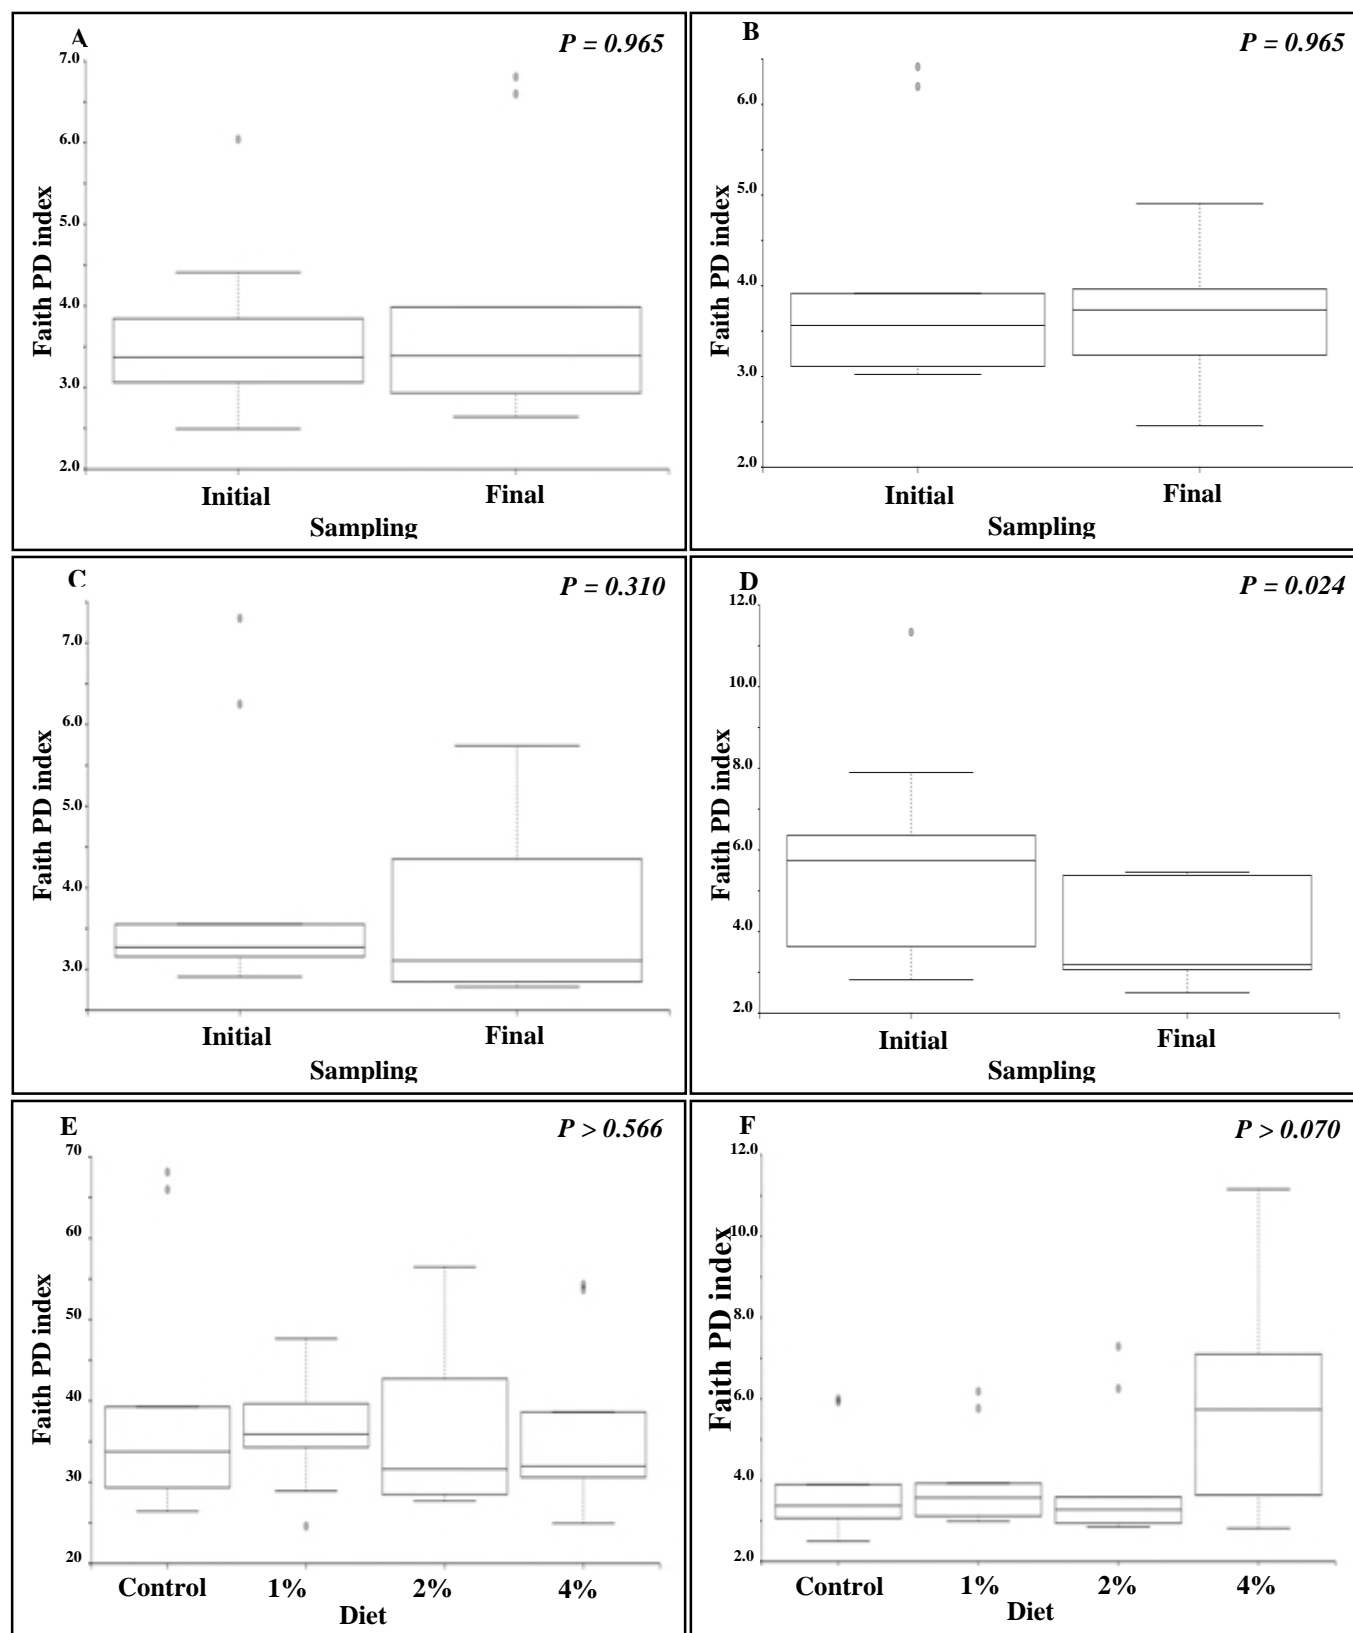 A
P = 0.965
7.0
6.0
5.0
4.0
3.0
2.0
Faith PD index
Initial
Final
Sampling
B
P = 0.965
6.0
5.0
4.0
3.0
2.0
Faith PD index
Initial
Final
Sampling
C
P = 0.310
7.0
6.0
5.0
4.0
3.0
Faith PD index
Initial
Final
Sampling
D
P = 0.024
12.0
10.0
8.0
6.0
4.0
2.0
Faith PD index
Initial
Final
Sampling
E
P > 0.566
70
60
50
40
30
20
Faith PD index
Control
1%
2%
4%
Diet
F
P > 0.070
12.0
10.0
8.0
6.0
4.0
2.0
Faith PD index
Control
1%
2%
4%
Diet